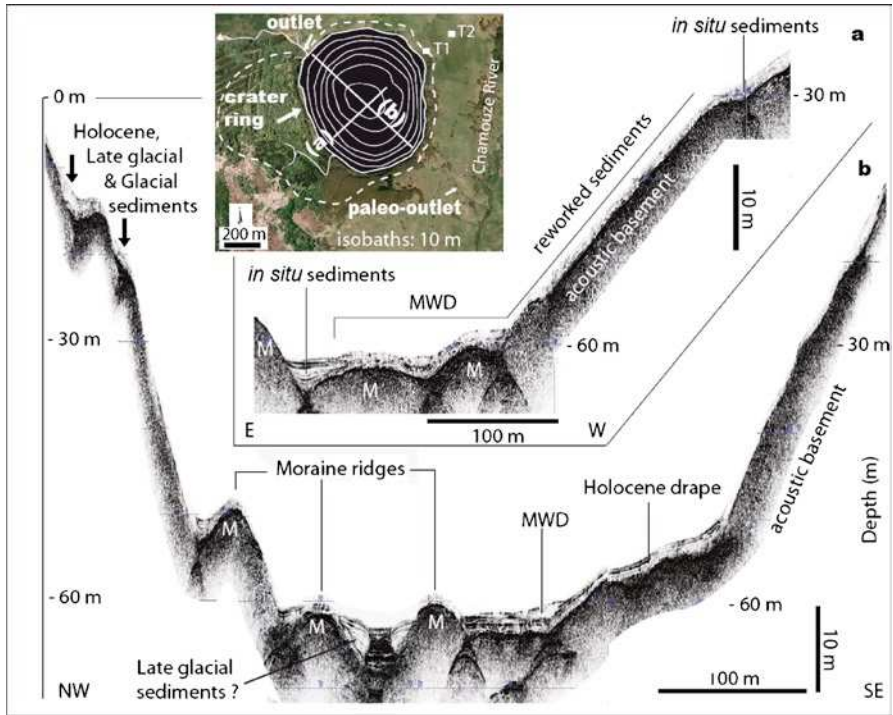 outlet
T2
T1
crater
ring
(a)
(b)
Chamouze River
paleo-outlet
200 m
isobaths: 10 m
in situ sediments
a
- 30 m
10 m
reworked sediments
acoustic basement
in situ sediments
MWD
M
M
M
- 60 m
E
W
100 m
b
0 m
Holocene,
Late glacial
& Glacial
sediments
- 30 m
- 30 m
acoustic basement
Depth (m)
Moraine ridges
Holocene drape
MWD
M
M
M
- 60 m
- 60 m
Late glacial
sediments ?
10 m
100 m
NW
SE